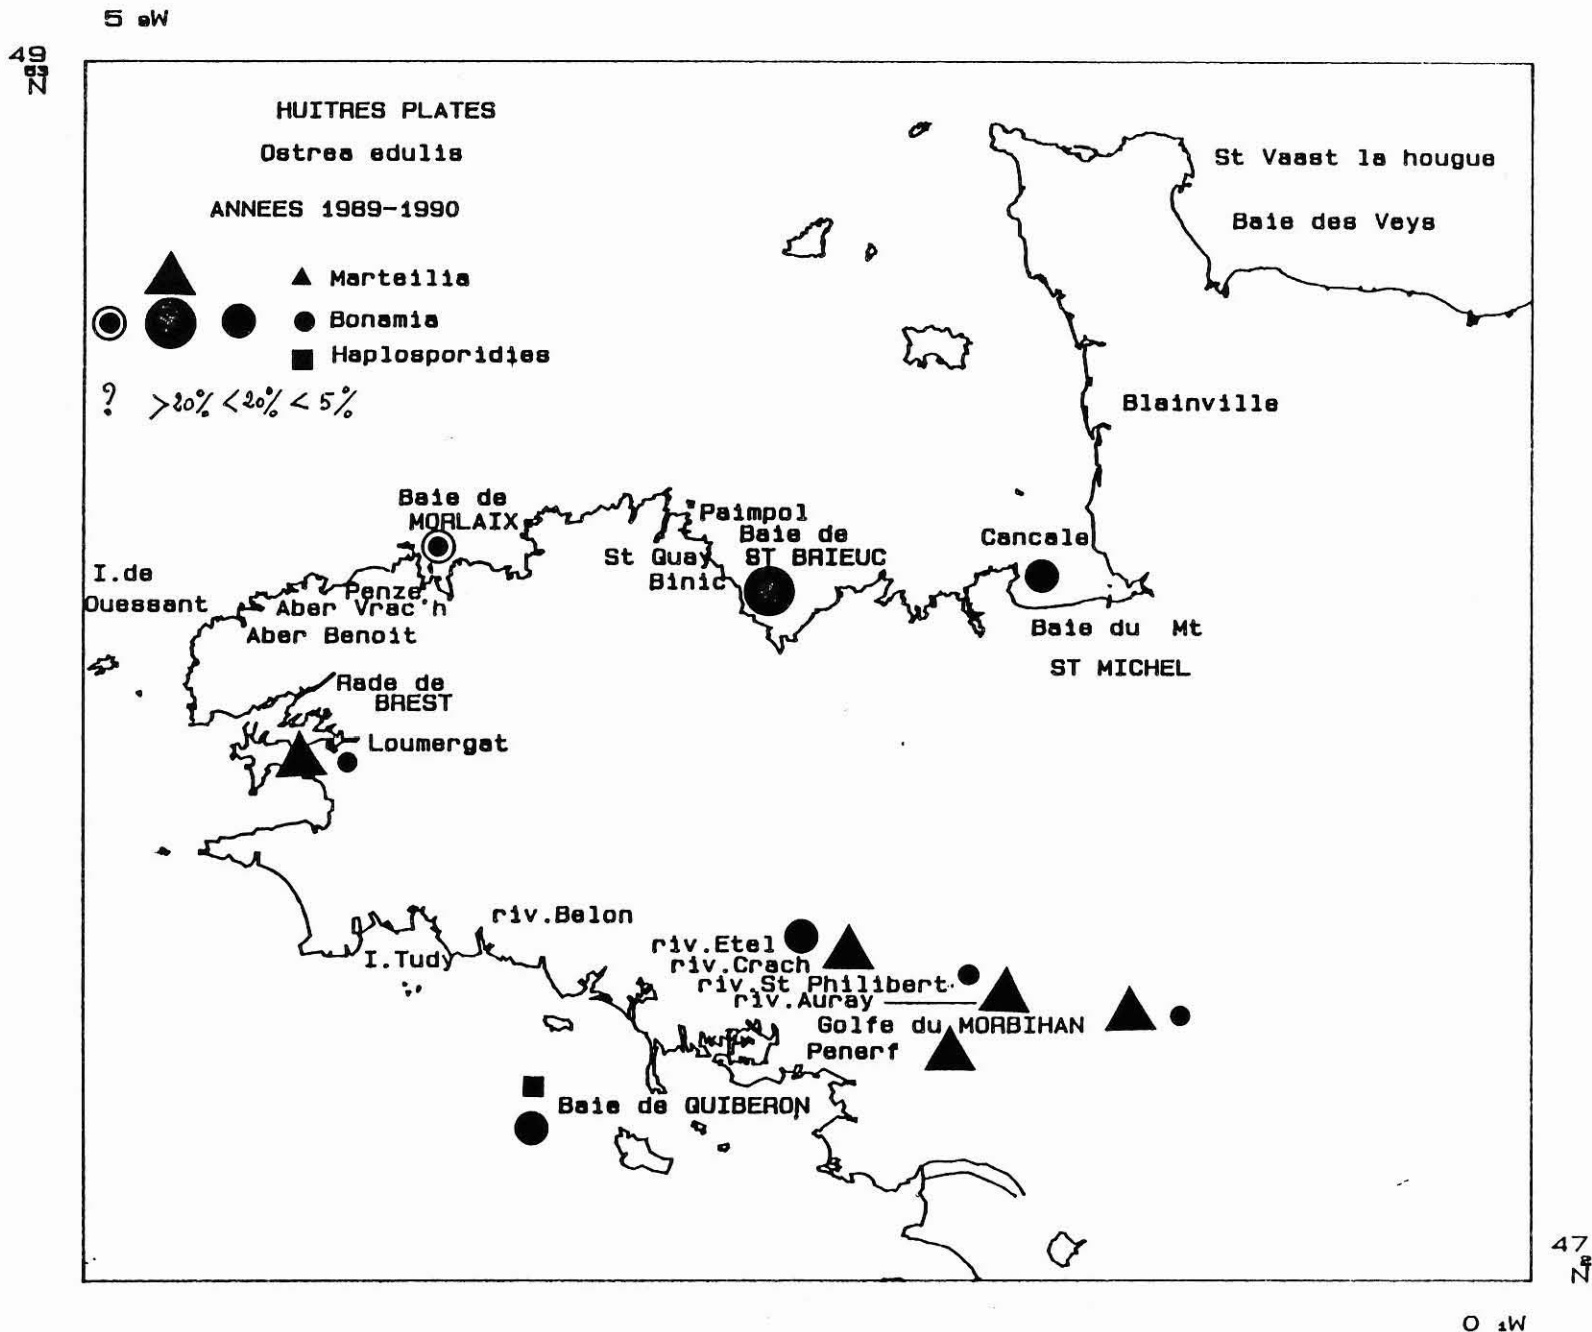 5 W
49
N
HUITRES PLATES
Ostrea edulis
ANNEES 1989-1990
Marteilia
Bonamia
Haplosporidies
? >20% <20% < 5%
St Vaast la hougue
Baie des Veys
Blainville
Baie de
MORLAIX
Paimpol
Baie de
ST BRIEUC
St Quay
Binic
Cancale
I.de
Ouessant
Penze
Aber Vrac'h
Aber Benoit
Baie du Mt
ST MICHEL
Rade de
BREST
Loumergat
riv.Belon
I.Tudy
riv.Etel
riv.Crach
riv.St Philibert
riv.Auray
Golfe du MORBIHAN
Penerf
Baie de QUIBERON
47
N
0 W